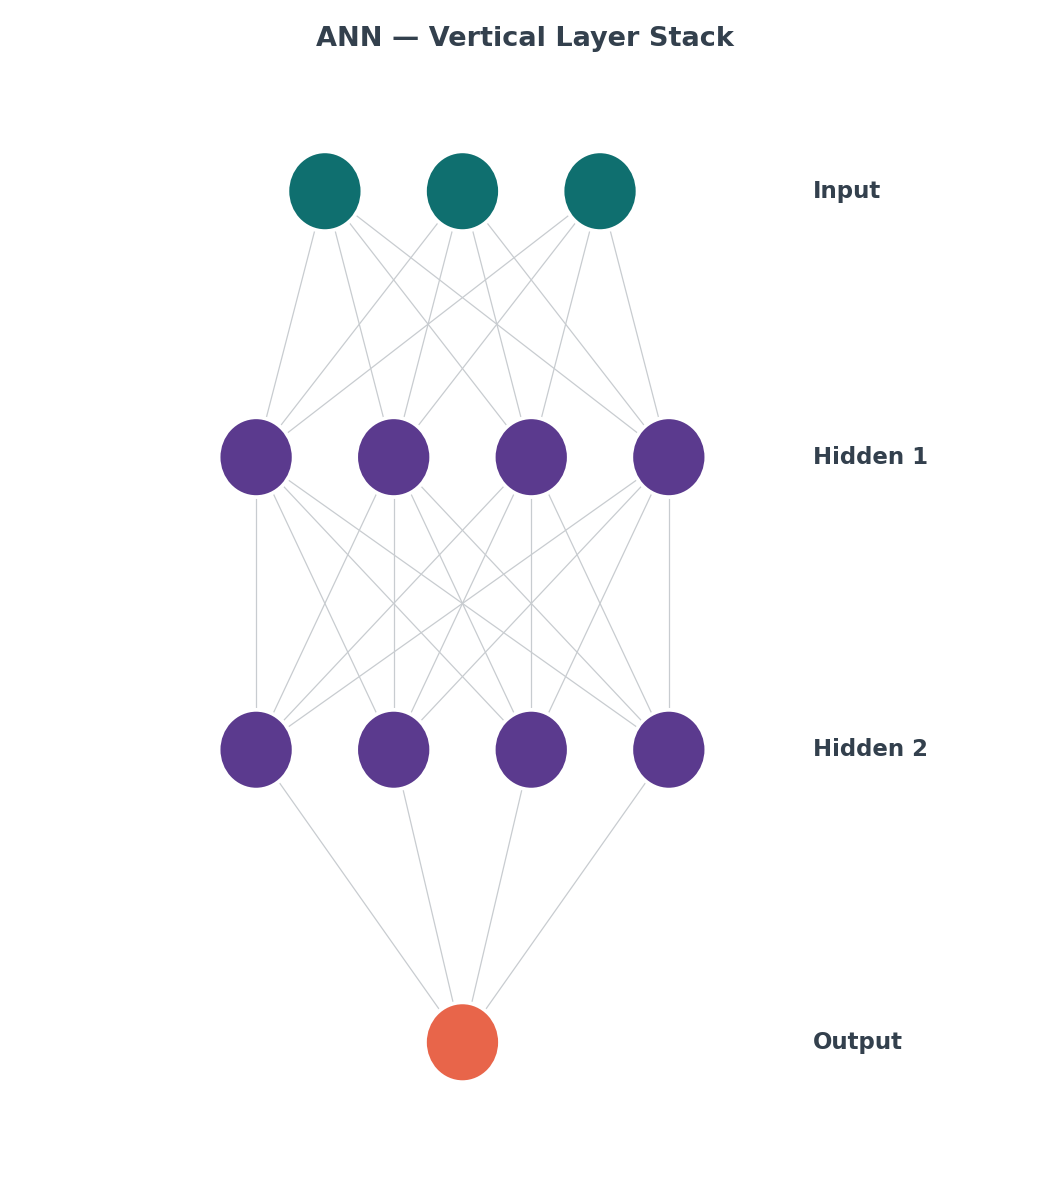 ANN — Vertical Layer Stack
Input
Hidden 1
Hidden 2
Output